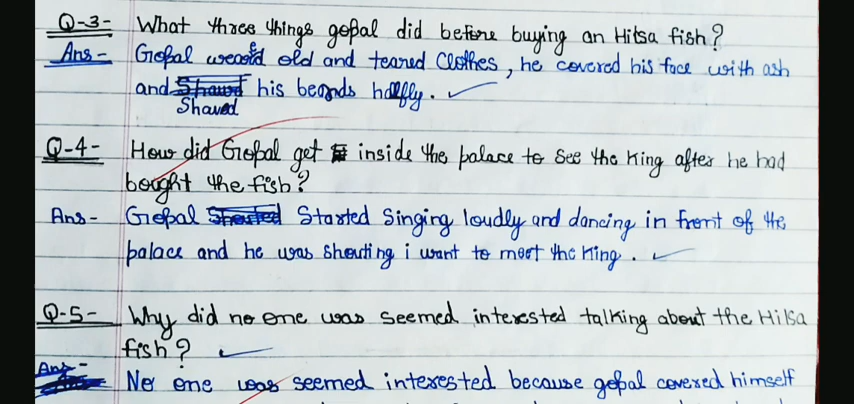 Q-3- What three things gopal did before buying an Hilsa fish?
Ans- Gopal weared old and teared Clothes, he covered his face with ash
and his beards halfly.
Shaved
Q-4- How did Gopal get inside the palace to see the king after he had
bought the fish?
Ans- Gopal Started Singing loudly and dancing in front of the
palace and he was shouting i want to meet the king.
Q-5- Why did no one was seemed interested talking about the Hilsa
fish?
Ans- No one was seemed interested because gopal covered himself